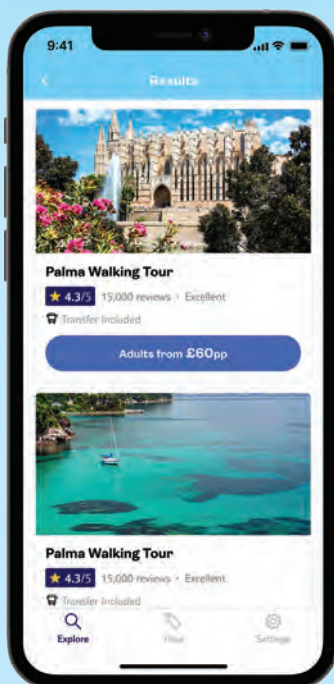 9:41
Results
Palma Walking Tour
4.3/5 15,000 reviews · Excellent
Transfer Included
Adults from £60pp
Palma Walking Tour
4.3/5 15,000 reviews · Excellent
Transfer Included
Explore
Settings